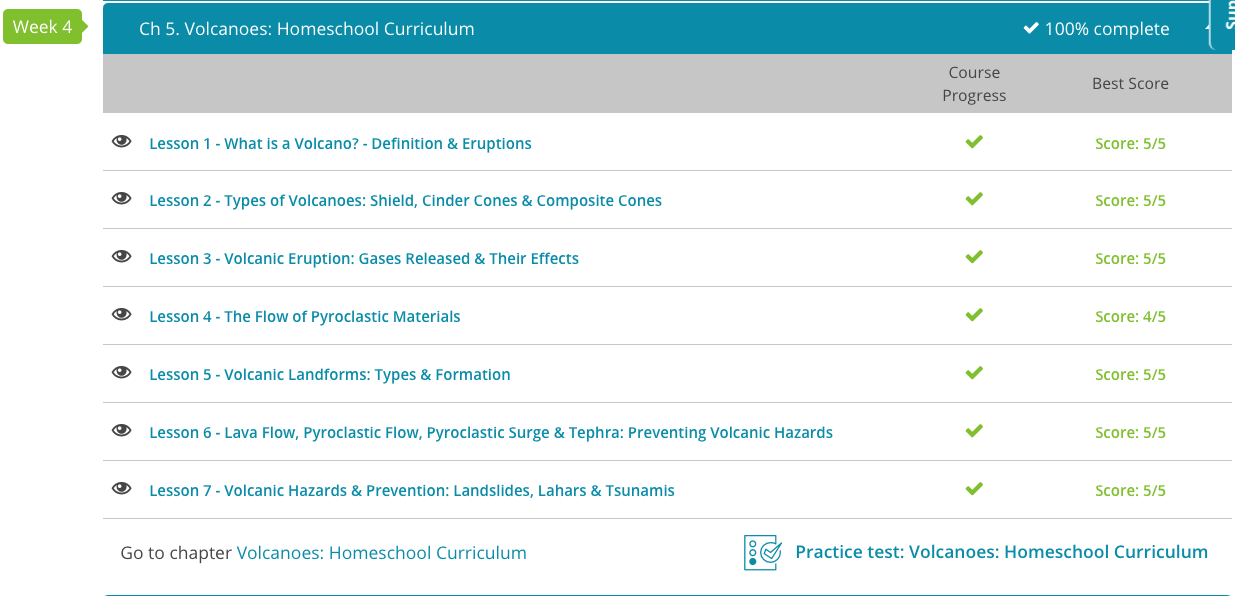 Week 4
Ch 5. Volcanoes: Homeschool Curriculum
100% complete
Course
Progress
Best Score
Lesson 1 - What is a Volcano? - Definition & Eruptions
Score: 5/5
Lesson 2 - Types of Volcanoes: Shield, Cinder Cones & Composite Cones
Score: 5/5
Lesson 3 - Volcanic Eruption: Gases Released & Their Effects
Score: 5/5
Lesson 4 - The Flow of Pyroclastic Materials
Score: 4/5
Lesson 5 - Volcanic Landforms: Types & Formation
Score: 5/5
Lesson 6 - Lava Flow, Pyroclastic Flow, Pyroclastic Surge & Tephra: Preventing Volcanic Hazards
Score: 5/5
Lesson 7 - Volcanic Hazards & Prevention: Landslides, Lahars & Tsunamis
Score: 5/5
Go to chapter Volcanoes: Homeschool Curriculum
Practice test: Volcanoes: Homeschool Curriculum